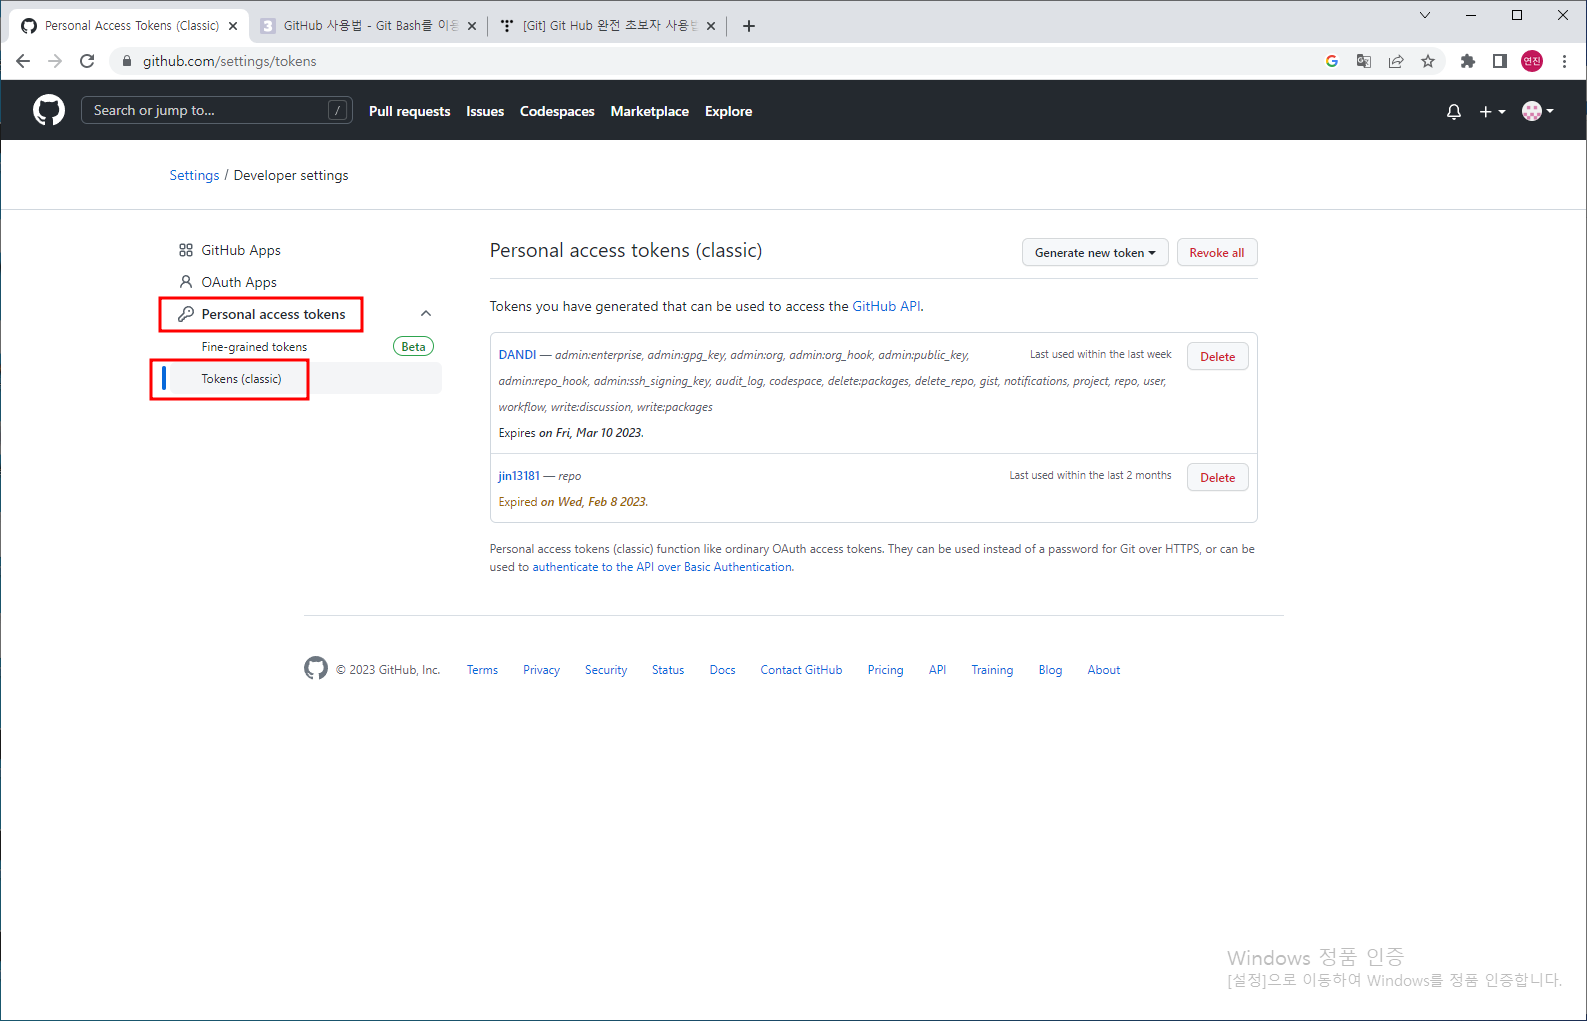 Personal Access Tokens (Classic)
3 GitHub 사용법 - Git Bash를 이용
[Git] Git Hub 완전 초보자 사용법
github.com/settings/tokens
연진
Search or jump to... /
Pull requests Issues Codespaces Marketplace Explore
Settings / Developer settings
GitHub Apps
OAuth Apps
Personal access tokens
Fine-grained tokens Beta
Tokens (classic)
Personal access tokens (classic)
Generate new token
Revoke all
Tokens you have generated that can be used to access the GitHub API.
DANDI — admin:enterprise, admin:gpg_key, admin:org, admin:org_hook, admin:public_key,
Last used within the last week
Delete
admin:repo_hook, admin:ssh_signing_key, audit_log, codespace, delete:packages, delete_repo, gist, notifications, project, repo, user,
workflow, write:discussion, write:packages
Expires on Fri, Mar 10 2023.
jin13181 — repo
Last used within the last 2 months
Delete
Expired on Wed, Feb 8 2023.
Personal access tokens (classic) function like ordinary OAuth access tokens. They can be used instead of a password for Git over HTTPS, or can be
used to authenticate to the API over Basic Authentication.
© 2023 GitHub, Inc. Terms Privacy Security Status Docs Contact GitHub Pricing API Training Blog About
Windows 정품 인증
[설정]으로 이동하여 Windows를 정품 인증합니다.